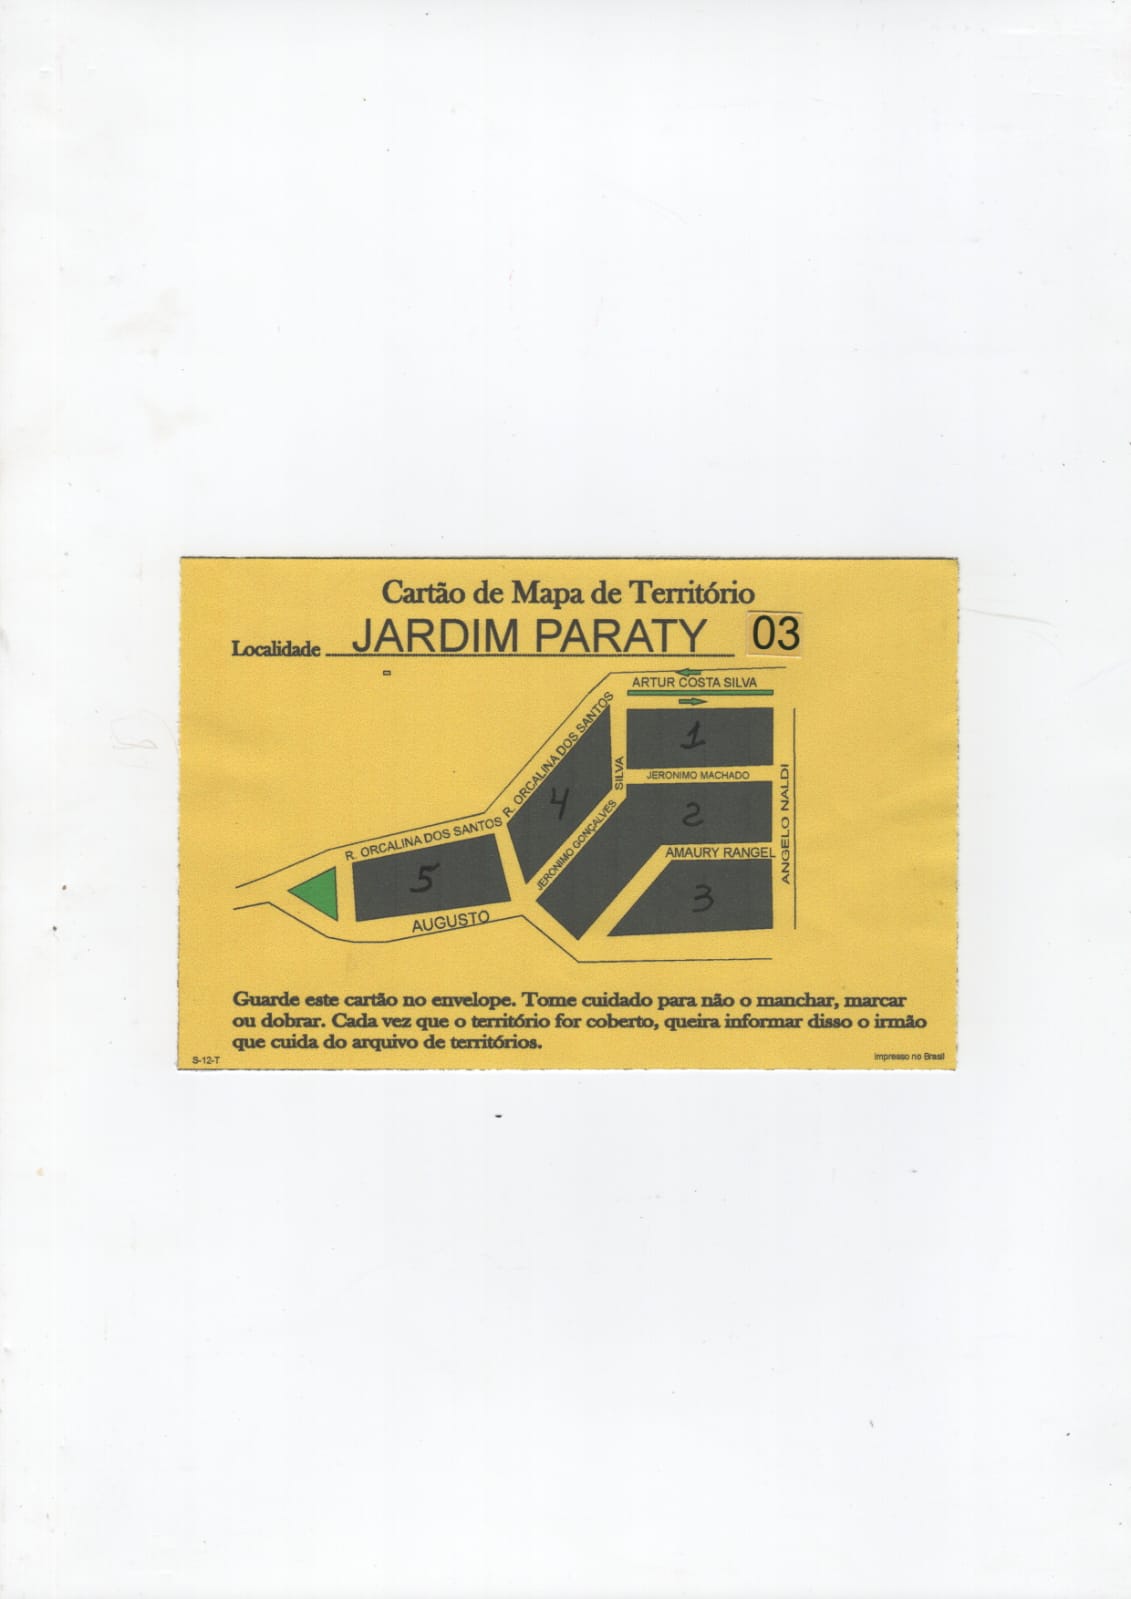 Cartão de Mapa de Território
Localidade JARDIM PARATY 03
ARTUR COSTA SILVA
R. ORCALINA DOS SANTOS
SILVA
1
JERONIMO MACHADO
ANGELO NALDI
4
2
JERONIMO GONÇALVES
R. ORCALINA DOS SANTOS
AMAURY RANGEL
5
3
AUGUSTO
Guarde este cartão no envelope. Tome cuidado para não o manchar, marcar
ou dobrar. Cada vez que o território for coberto, queira informar disso o irmão
que cuida do arquivo de territórios.
S-12-T
Impresso no Brasil